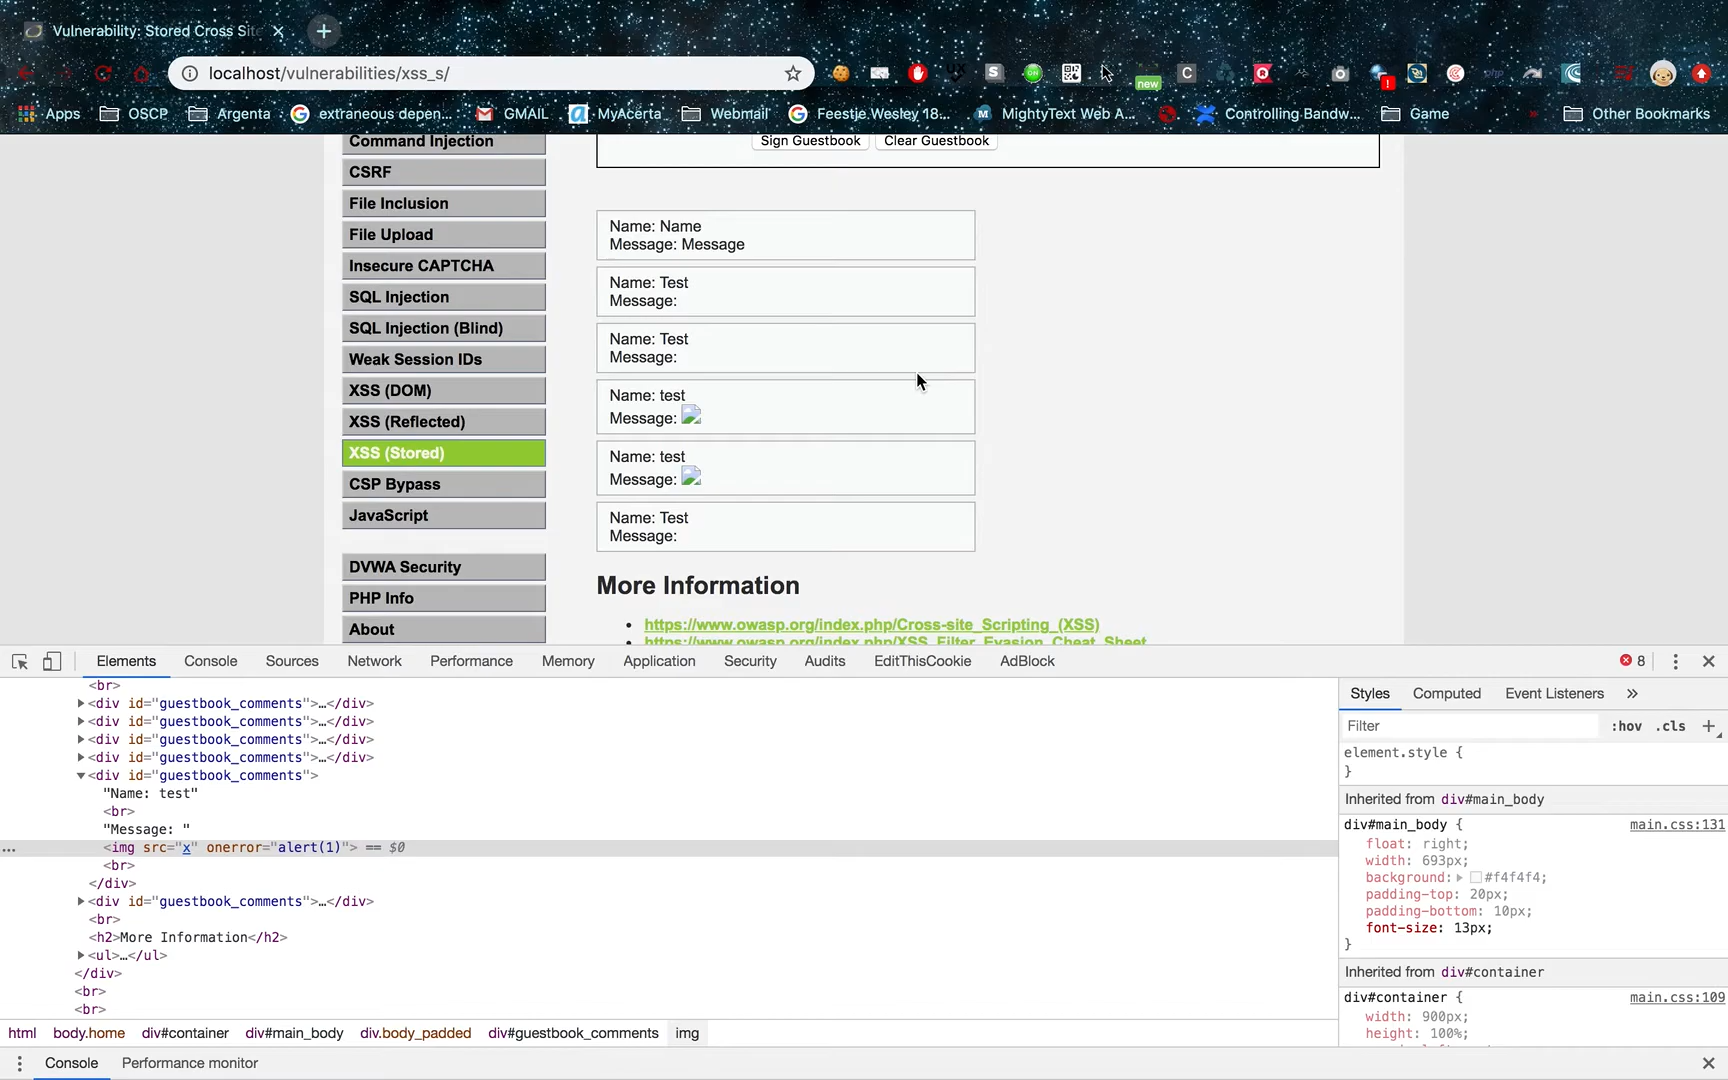 Vulnerability: Stored Cross Site
localhost/vulnerabilities/xss_s/
new
Apps OSCP Argenta extraneous depen... GMAIL MyAcerta Webmail Feestje Wesley 18... MightyText Web A... Controlling Bandw... Game » Other Bookmarks
Command Injection
CSRF
File Inclusion
File Upload
Insecure CAPTCHA
SQL Injection
SQL Injection (Blind)
Weak Session IDs
XSS (DOM)
XSS (Reflected)
XSS (Stored)
CSP Bypass
JavaScript
DVWA Security
PHP Info
About
Sign Guestbook Clear Guestbook
Name: Name
Message: Message
Name: Test
Message:
Name: Test
Message:
Name: test
Message:
Name: test
Message:
Name: Test
Message:
More Information
https://www.owasp.org/index.php/Cross-site_Scripting_(XSS)
https://www.owasp.org/index.php/XSS_Filter_Evasion_Cheat_Sheet
Elements Console Sources Network Performance Memory Application Security Audits EditThisCookie AdBlock 8
<br>
<div id="guestbook_comments">…</div>
<div id="guestbook_comments">…</div>
<div id="guestbook_comments">…</div>
<div id="guestbook_comments">…</div>
<div id="guestbook_comments">
"Name: test"
<br>
"Message: "
... <img src="x" onerror="alert(1)"> == $0
<br>
</div>
<div id="guestbook_comments">…</div>
<br>
<h2>More Information</h2>
<ul>…</ul>
</div>
<br>
<br>
html body.home div#container div#main_body div.body_padded div#guestbook_comments img
Styles Computed Event Listeners »
Filter :hov .cls +
element.style {
}
Inherited from div#main_body
div#main_body { main.css:131
float: right;
width: 693px;
background: #f4f4f4;
padding-top: 20px;
padding-bottom: 10px;
font-size: 13px;
}
Inherited from div#container
div#container { main.css:109
width: 900px;
height: 100%;
Console Performance monitor